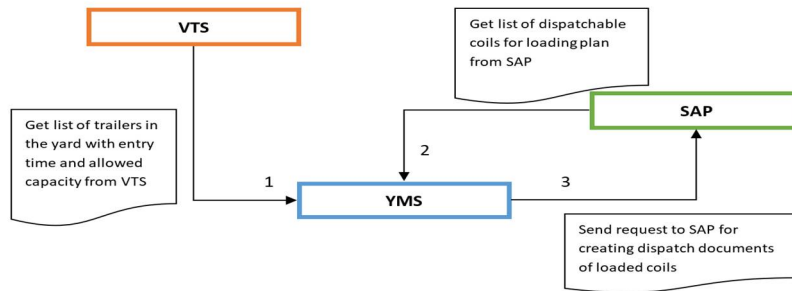 VTS
Get list of dispatchable
coils for loading plan
from SAP
Get list of trailers in
the yard with entry
time and allowed
capacity from VTS
SAP
2
1
YMS
3
Send request to SAP for
creating dispatch documents
of loaded coils